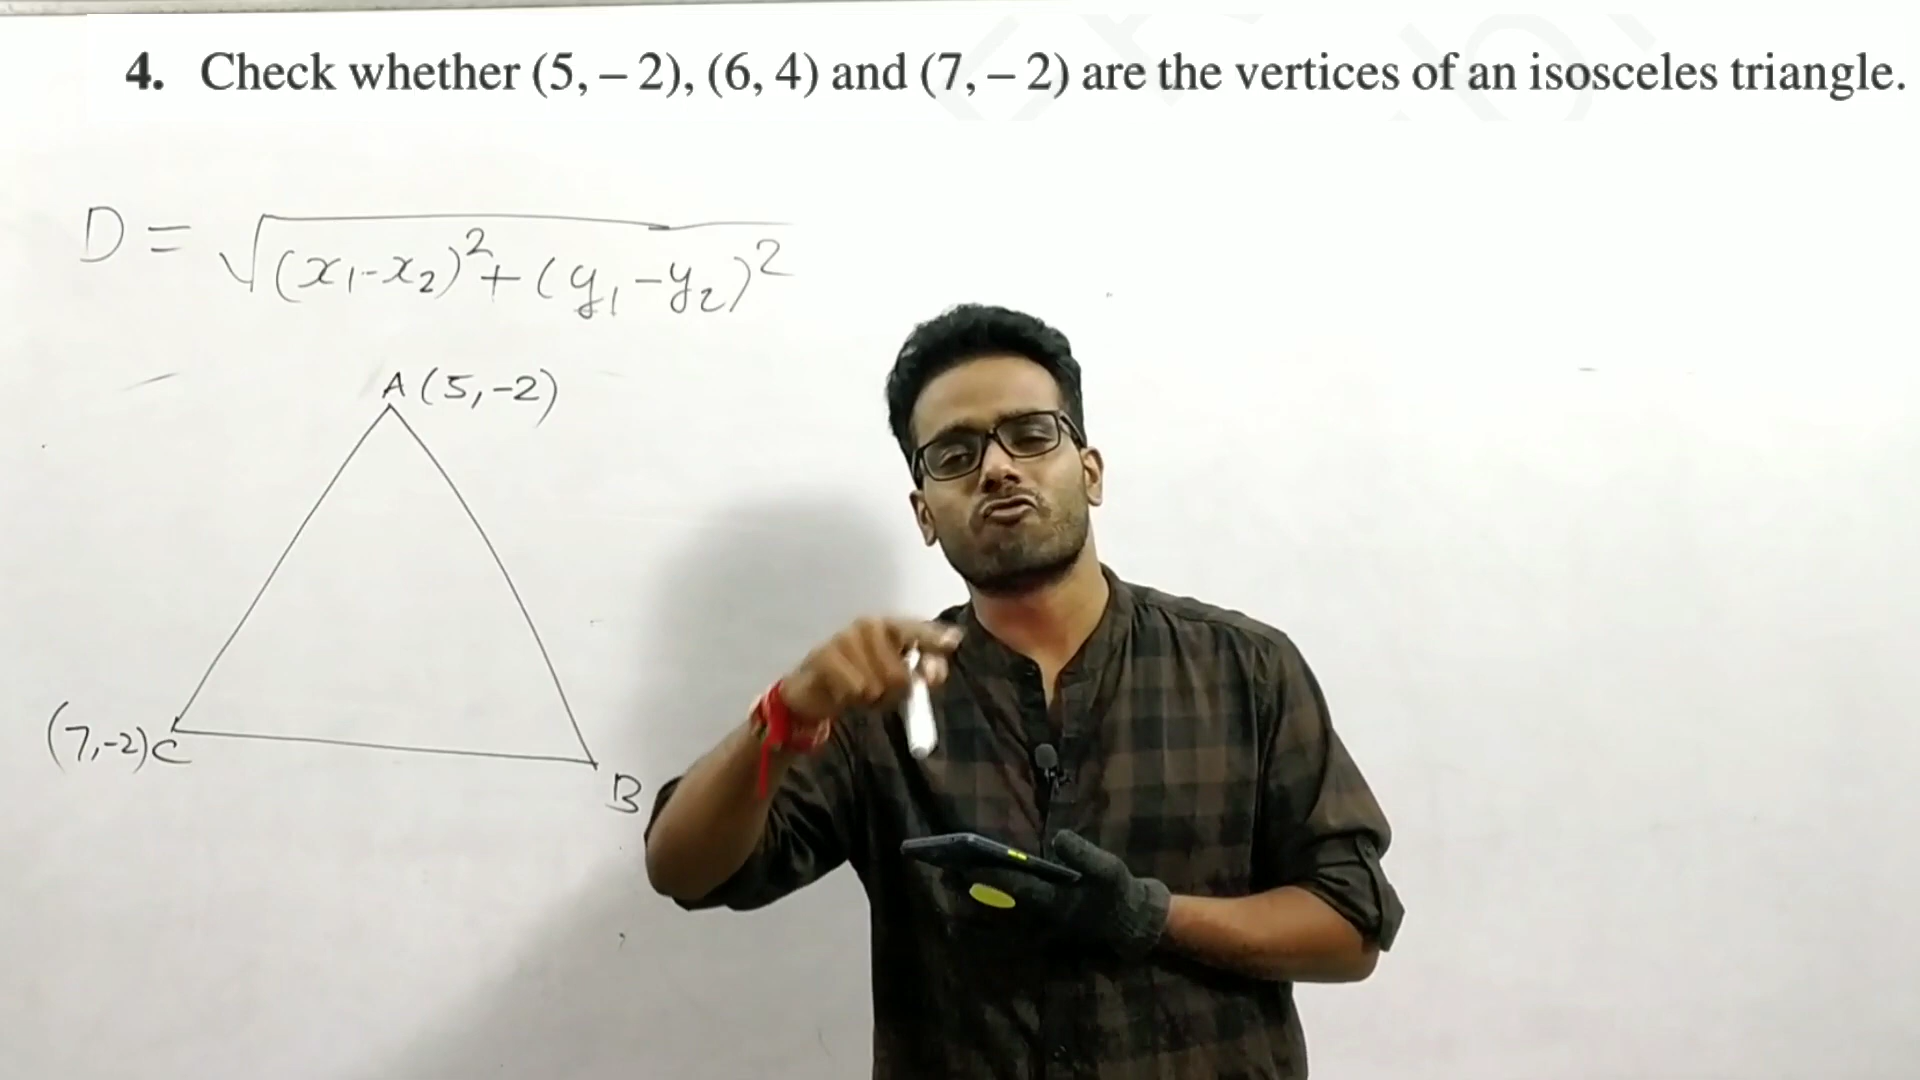 4. Check whether (5, – 2), (6, 4) and (7, – 2) are the vertices of an isosceles triangle.
D = √(x₁-x₂)²+(y₁-y₂)²
A(5,-2)
(7,-2)C
B